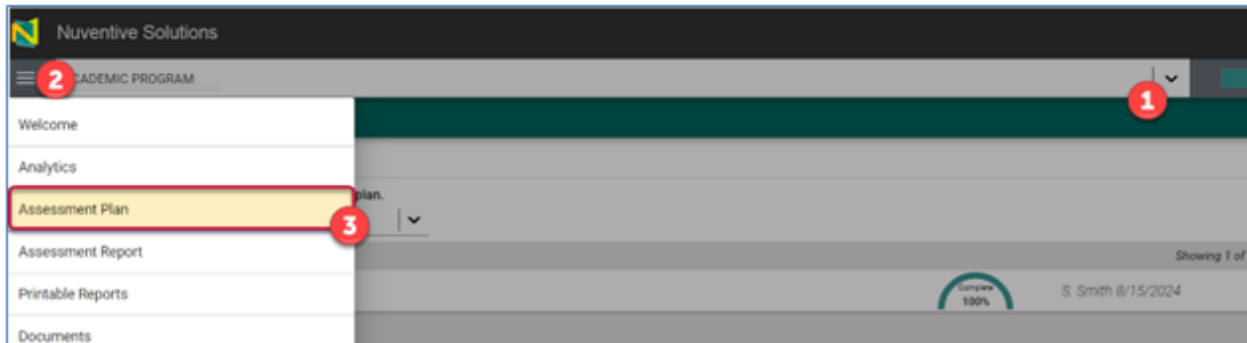 Nuventive Solutions
2 CADEMIC PROGRAM
1
Welcome
Analytics
plan.
Assessment Plan
3
Assessment Report
Showing 1 of
Printable Reports
Complete
100%
S. Smith 8/15/2024
Documents